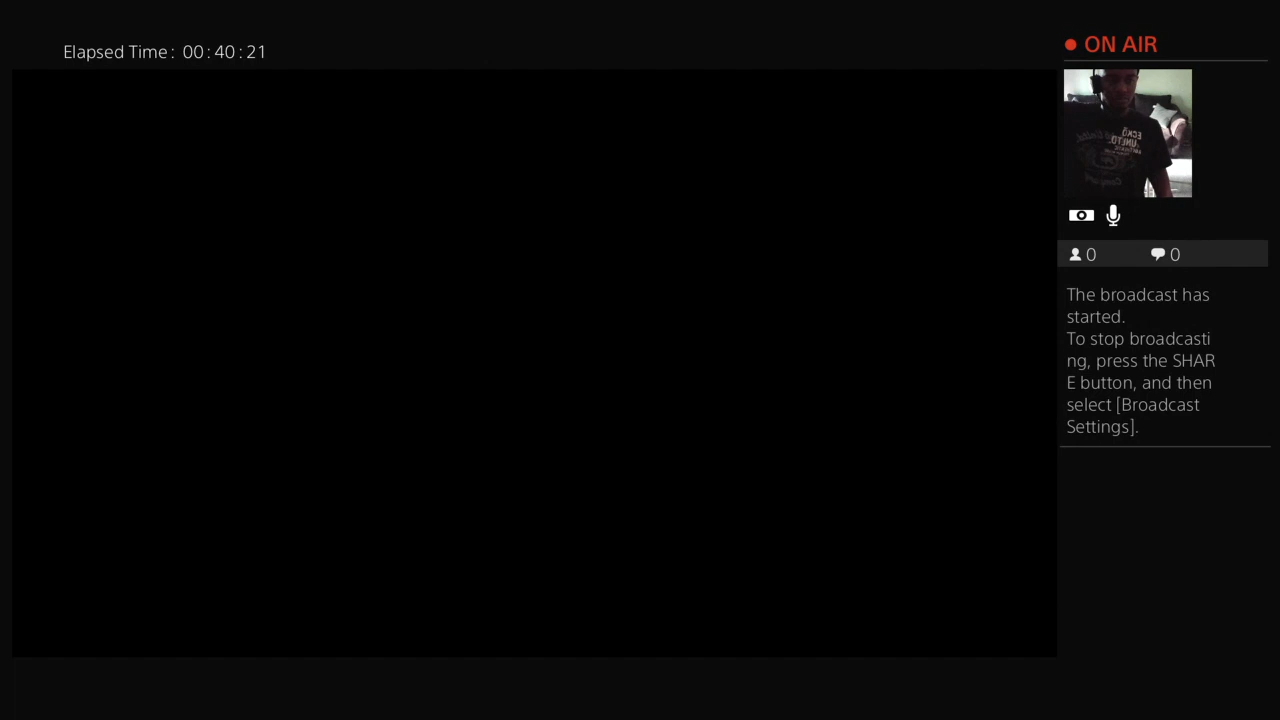 Elapsed Time: 00:40:21
ON AIR
0 0
The broadcast has
started.
To stop broadcasti
ng, press the SHAR
E button, and then
select [Broadcast
Settings].